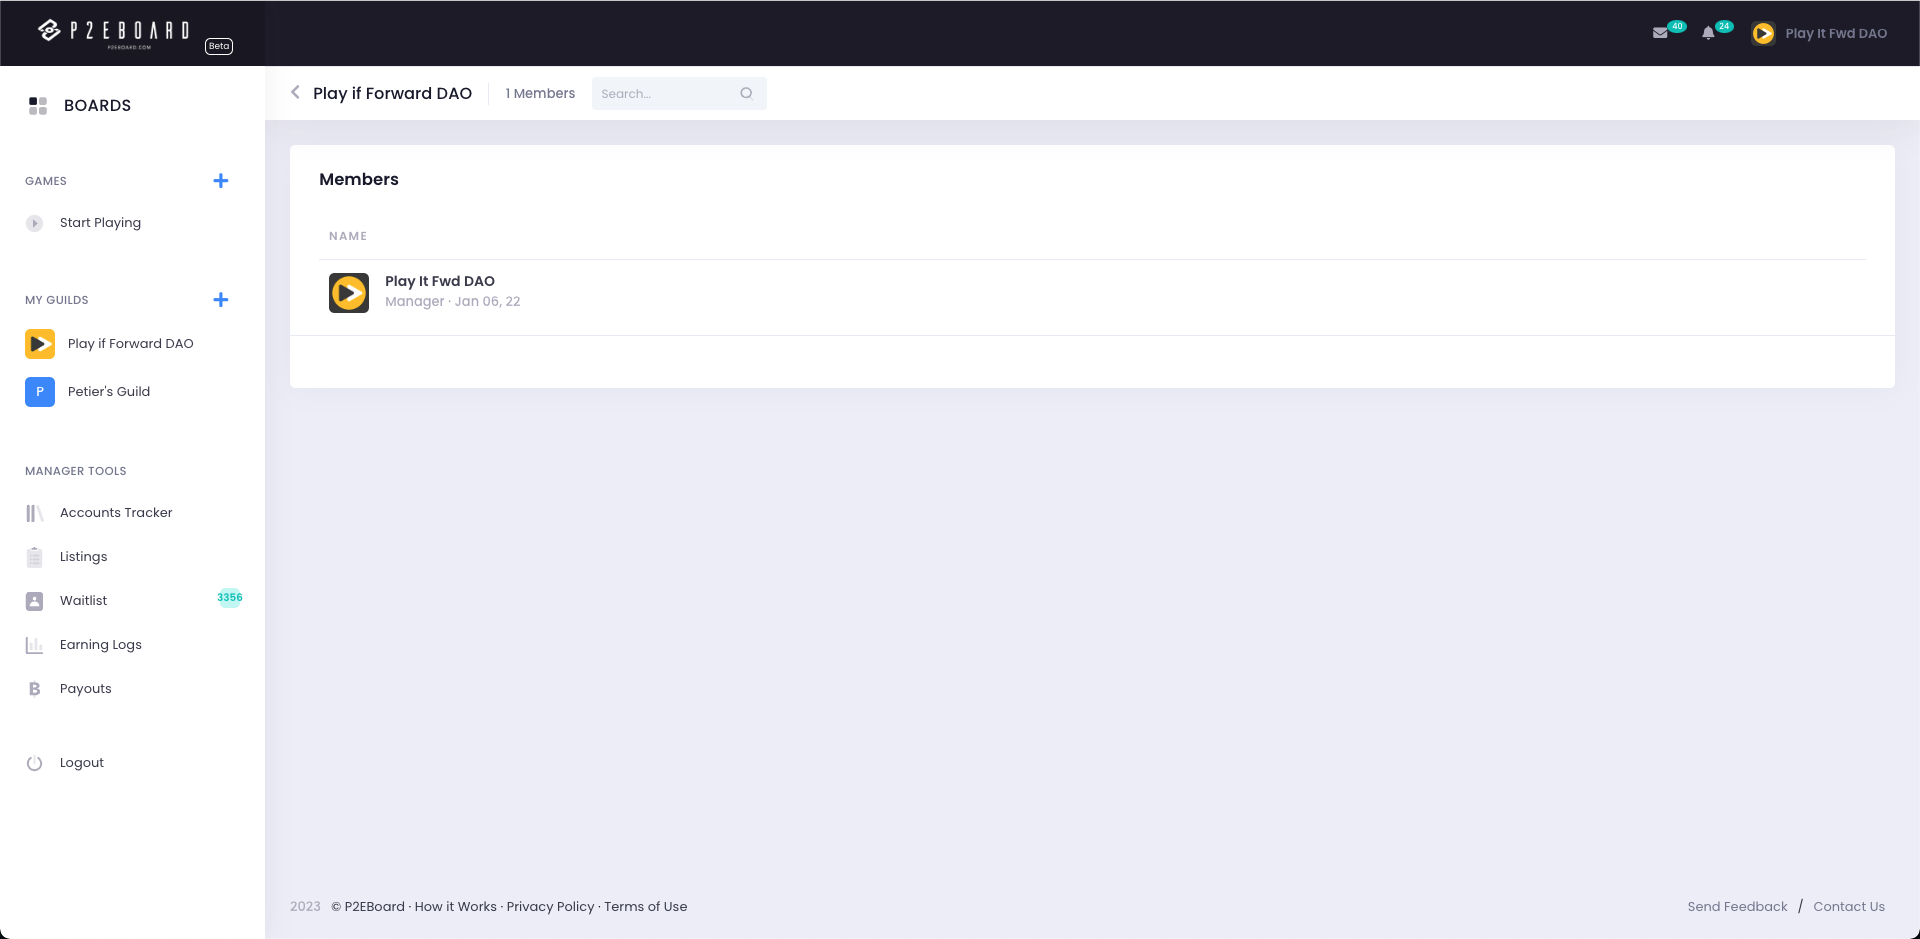 P2EBOARD
P2EBOARD.COM
Beta
40
24
Play It Fwd DAO
BOARDS
GAMES
Start Playing
MY GUILDS
Play if Forward DAO
P
Petier's Guild
MANAGER TOOLS
Accounts Tracker
Listings
Waitlist
3356
Earning Logs
Payouts
Logout
Play if Forward DAO
1 Members
Search...
Members
NAME
Play It Fwd DAO
Manager · Jan 06, 22
2023 © P2EBoard · How it Works · Privacy Policy · Terms of Use
Send Feedback / Contact Us